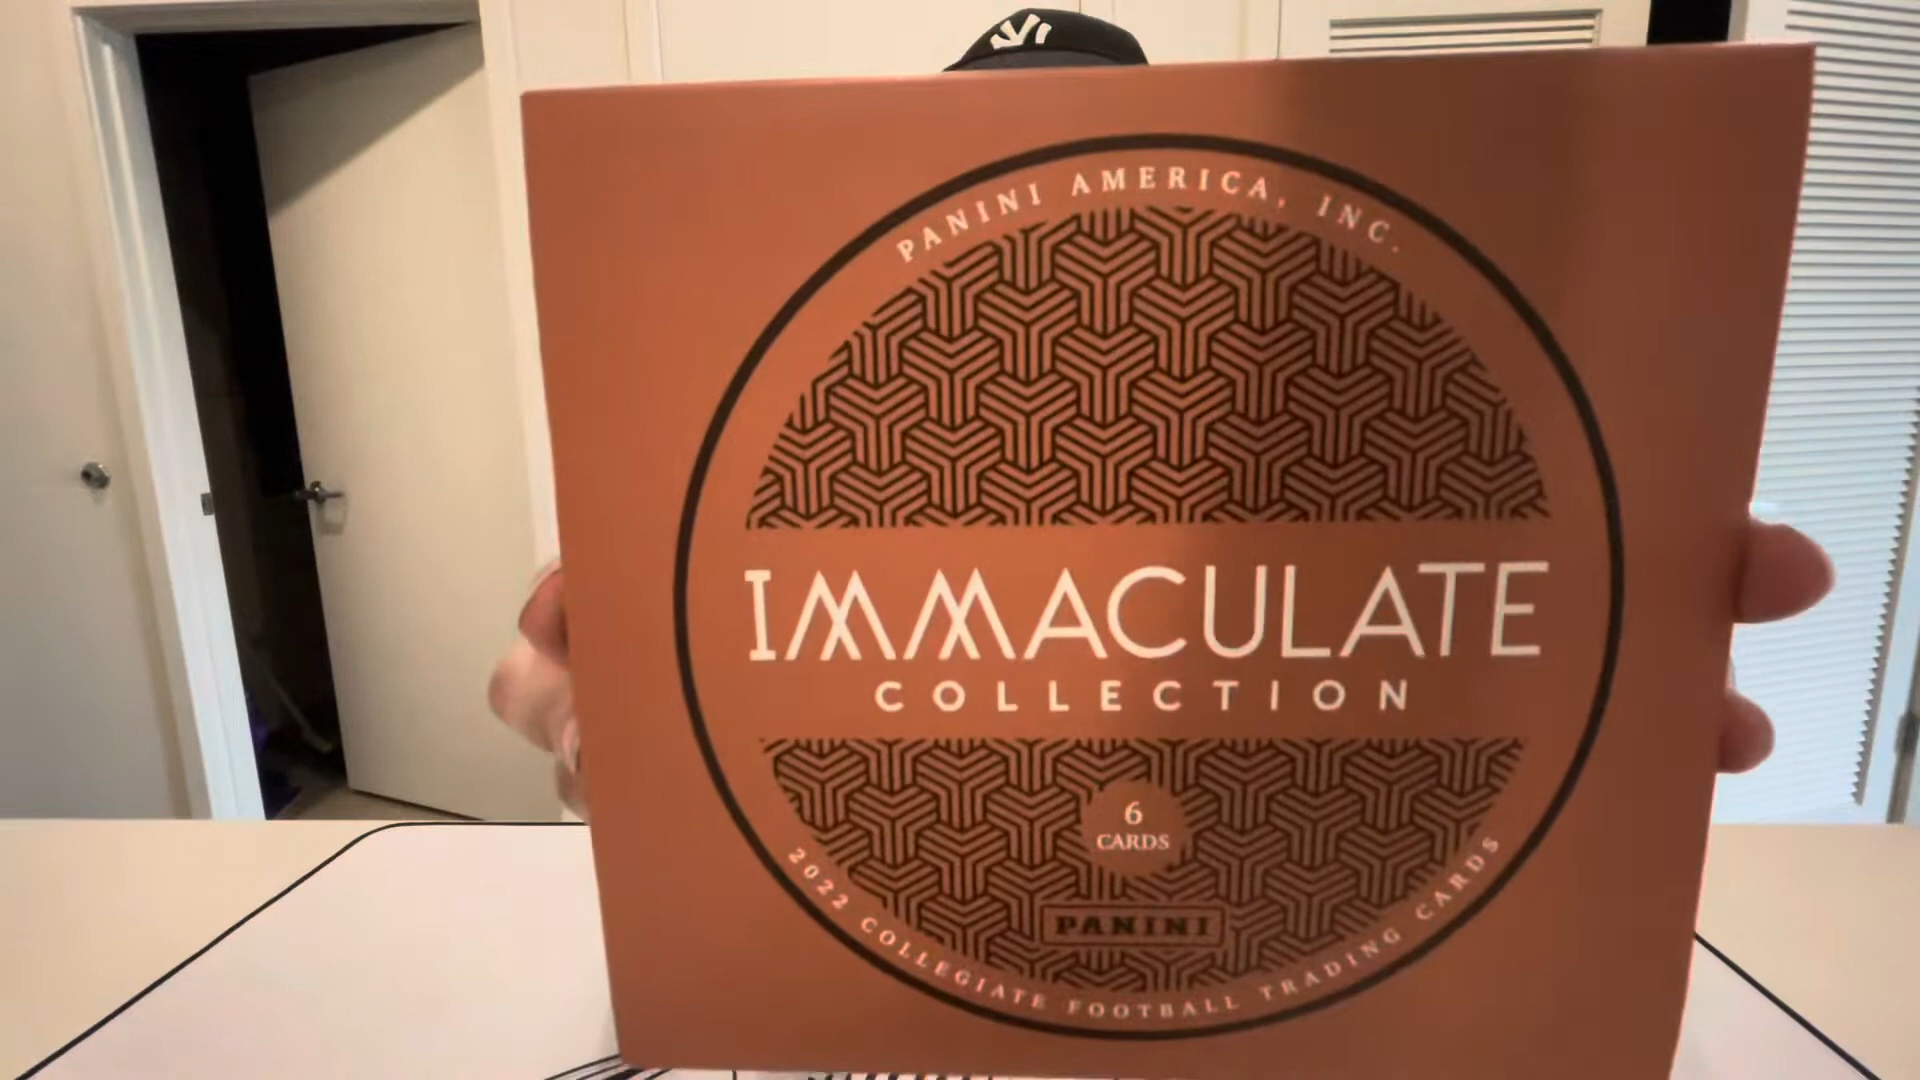 PANINI AMERICA, INC.
IMMACULATE
COLLECTION
6
CARDS
PANINI
2022 COLLEGIATE FOOTBALL TRADING CARDS